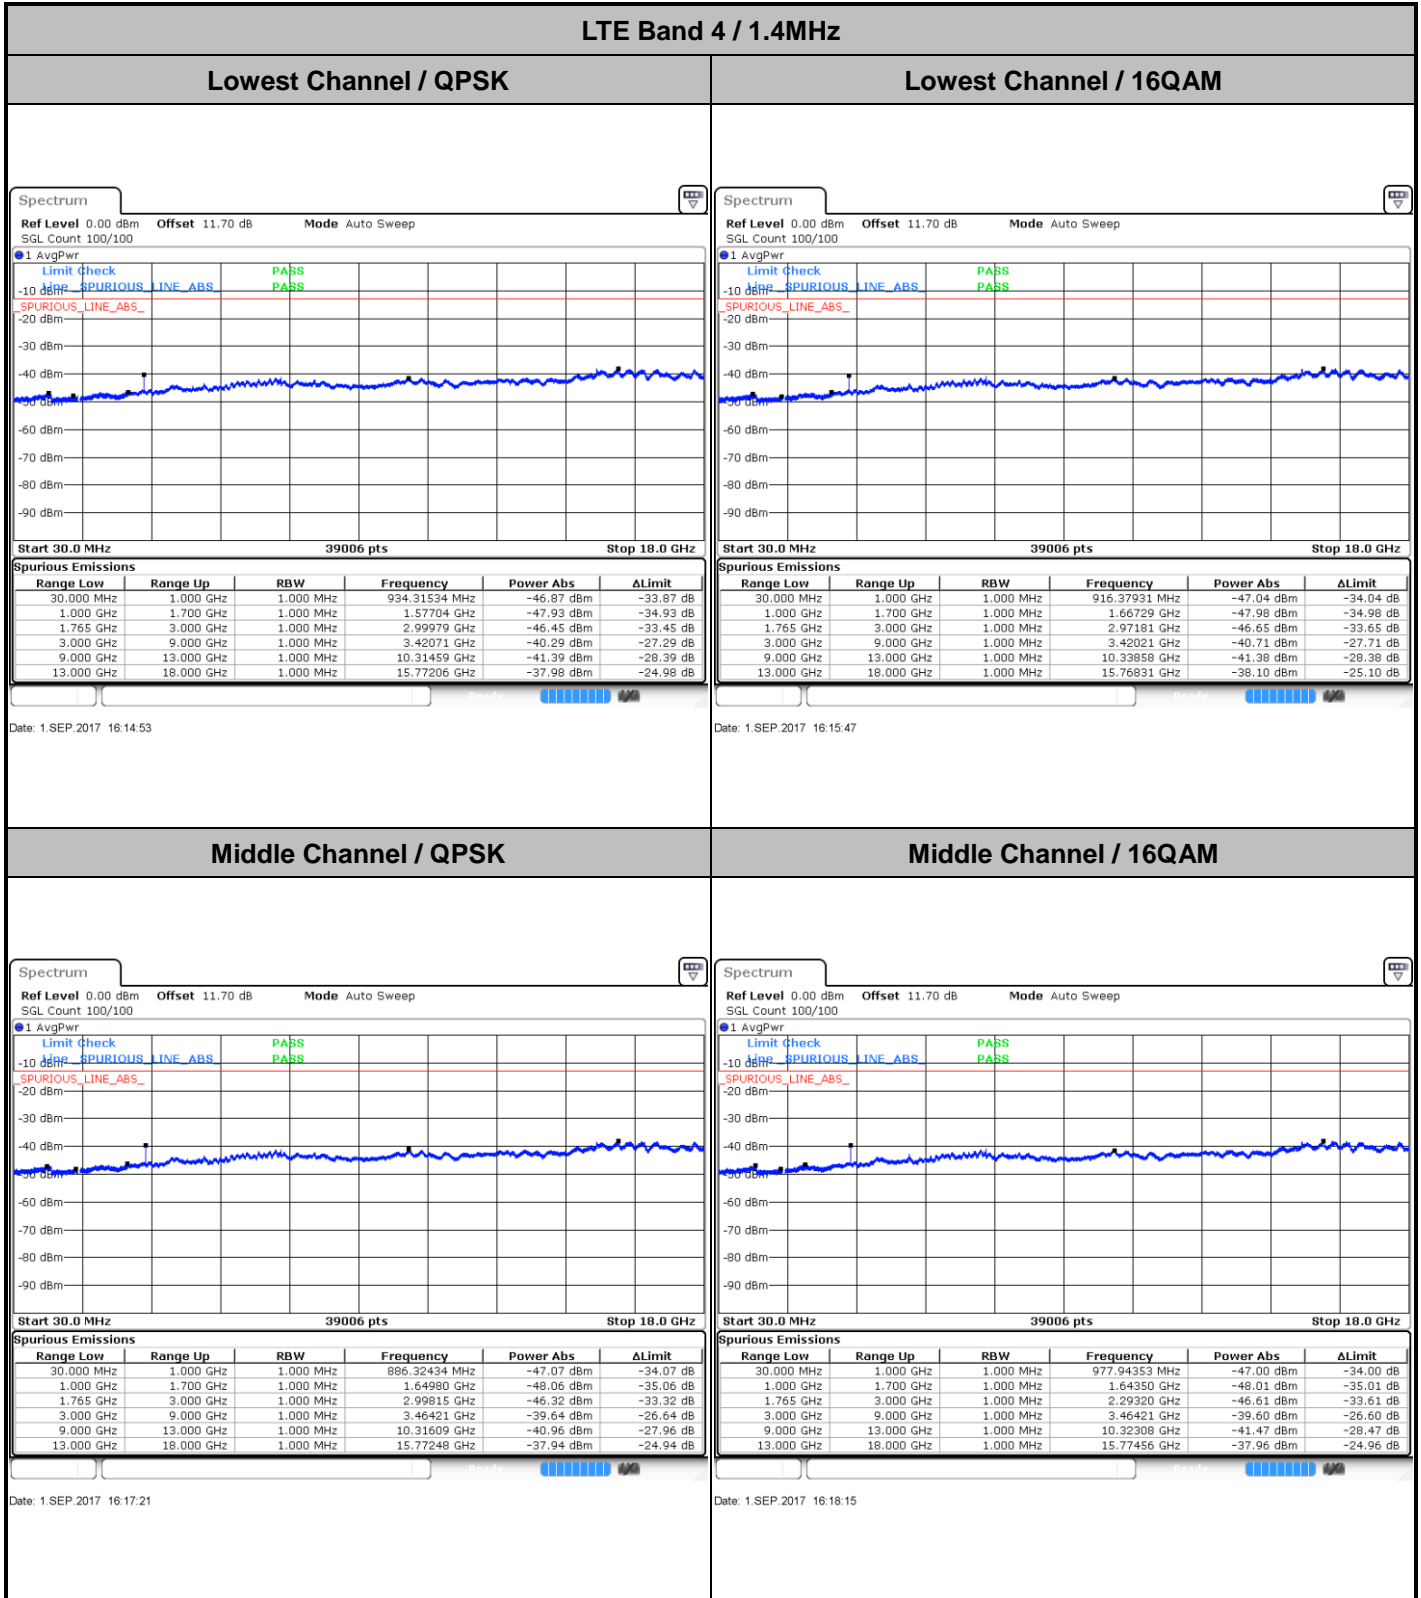 LTE Band 4 / 1.4MHz
Lowest Channel / QPSK
Lowest Channel / 16QAM
Spectrum
Ref Level 0.00 dBm Offset 11.70 dB Mode Auto Sweep
SGL Count 100/100
1 AvgPwr
Limit Check PASS
Line _SPURIOUS_LINE_ABS_ PASS
-10 dBm
_SPURIOUS_LINE_ABS_
-20 dBm
-30 dBm
-40 dBm
-50 dBm
-60 dBm
-70 dBm
-80 dBm
-90 dBm
Start 30.0 MHz 39006 pts Stop 18.0 GHz
Spurious Emissions
Range Low Range Up RBW Frequency Power Abs ΔLimit
30.000 MHz 1.000 GHz 1.000 MHz 934.31534 MHz -46.87 dBm -33.87 dB
1.000 GHz 1.700 GHz 1.000 MHz 1.57704 GHz -47.93 dBm -34.93 dB
1.765 GHz 3.000 GHz 1.000 MHz 2.99979 GHz -46.45 dBm -33.45 dB
3.000 GHz 9.000 GHz 1.000 MHz 3.42071 GHz -40.29 dBm -27.29 dB
9.000 GHz 13.000 GHz 1.000 MHz 10.31459 GHz -41.39 dBm -28.39 dB
13.000 GHz 18.000 GHz 1.000 MHz 15.77206 GHz -37.98 dBm -24.98 dB
Ready
Date: 1.SEP.2017 16:14:53
Spectrum
Ref Level 0.00 dBm Offset 11.70 dB Mode Auto Sweep
SGL Count 100/100
1 AvgPwr
Limit Check PASS
Line _SPURIOUS_LINE_ABS_ PASS
-10 dBm
_SPURIOUS_LINE_ABS_
-20 dBm
-30 dBm
-40 dBm
-50 dBm
-60 dBm
-70 dBm
-80 dBm
-90 dBm
Start 30.0 MHz 39006 pts Stop 18.0 GHz
Spurious Emissions
Range Low Range Up RBW Frequency Power Abs ΔLimit
30.000 MHz 1.000 GHz 1.000 MHz 916.37931 MHz -47.04 dBm -34.04 dB
1.000 GHz 1.700 GHz 1.000 MHz 1.66729 GHz -47.98 dBm -34.98 dB
1.765 GHz 3.000 GHz 1.000 MHz 2.97181 GHz -46.65 dBm -33.65 dB
3.000 GHz 9.000 GHz 1.000 MHz 3.42021 GHz -40.71 dBm -27.71 dB
9.000 GHz 13.000 GHz 1.000 MHz 10.33858 GHz -41.38 dBm -28.38 dB
13.000 GHz 18.000 GHz 1.000 MHz 15.76831 GHz -38.10 dBm -25.10 dB
Ready
Date: 1.SEP.2017 16:15:47
Middle Channel / QPSK
Middle Channel / 16QAM
Spectrum
Ref Level 0.00 dBm Offset 11.70 dB Mode Auto Sweep
SGL Count 100/100
1 AvgPwr
Limit Check PASS
Line _SPURIOUS_LINE_ABS_ PASS
-10 dBm
_SPURIOUS_LINE_ABS_
-20 dBm
-30 dBm
-40 dBm
-50 dBm
-60 dBm
-70 dBm
-80 dBm
-90 dBm
Start 30.0 MHz 39006 pts Stop 18.0 GHz
Spurious Emissions
Range Low Range Up RBW Frequency Power Abs ΔLimit
30.000 MHz 1.000 GHz 1.000 MHz 886.32434 MHz -47.07 dBm -34.07 dB
1.000 GHz 1.700 GHz 1.000 MHz 1.64980 GHz -48.06 dBm -35.06 dB
1.765 GHz 3.000 GHz 1.000 MHz 2.99815 GHz -46.32 dBm -33.32 dB
3.000 GHz 9.000 GHz 1.000 MHz 3.46421 GHz -39.64 dBm -26.64 dB
9.000 GHz 13.000 GHz 1.000 MHz 10.31609 GHz -40.96 dBm -27.96 dB
13.000 GHz 18.000 GHz 1.000 MHz 15.77248 GHz -37.94 dBm -24.94 dB
Ready
Date: 1.SEP.2017 16:17:21
Spectrum
Ref Level 0.00 dBm Offset 11.70 dB Mode Auto Sweep
SGL Count 100/100
1 AvgPwr
Limit Check PASS
Line _SPURIOUS_LINE_ABS_ PASS
-10 dBm
_SPURIOUS_LINE_ABS_
-20 dBm
-30 dBm
-40 dBm
-50 dBm
-60 dBm
-70 dBm
-80 dBm
-90 dBm
Start 30.0 MHz 39006 pts Stop 18.0 GHz
Spurious Emissions
Range Low Range Up RBW Frequency Power Abs ΔLimit
30.000 MHz 1.000 GHz 1.000 MHz 977.94353 MHz -47.00 dBm -34.00 dB
1.000 GHz 1.700 GHz 1.000 MHz 1.64350 GHz -48.01 dBm -35.01 dB
1.765 GHz 3.000 GHz 1.000 MHz 2.29320 GHz -46.61 dBm -33.61 dB
3.000 GHz 9.000 GHz 1.000 MHz 3.46421 GHz -39.60 dBm -26.60 dB
9.000 GHz 13.000 GHz 1.000 MHz 10.32308 GHz -41.47 dBm -28.47 dB
13.000 GHz 18.000 GHz 1.000 MHz 15.77456 GHz -37.96 dBm -24.96 dB
Ready
Date: 1.SEP.2017 16:18:15